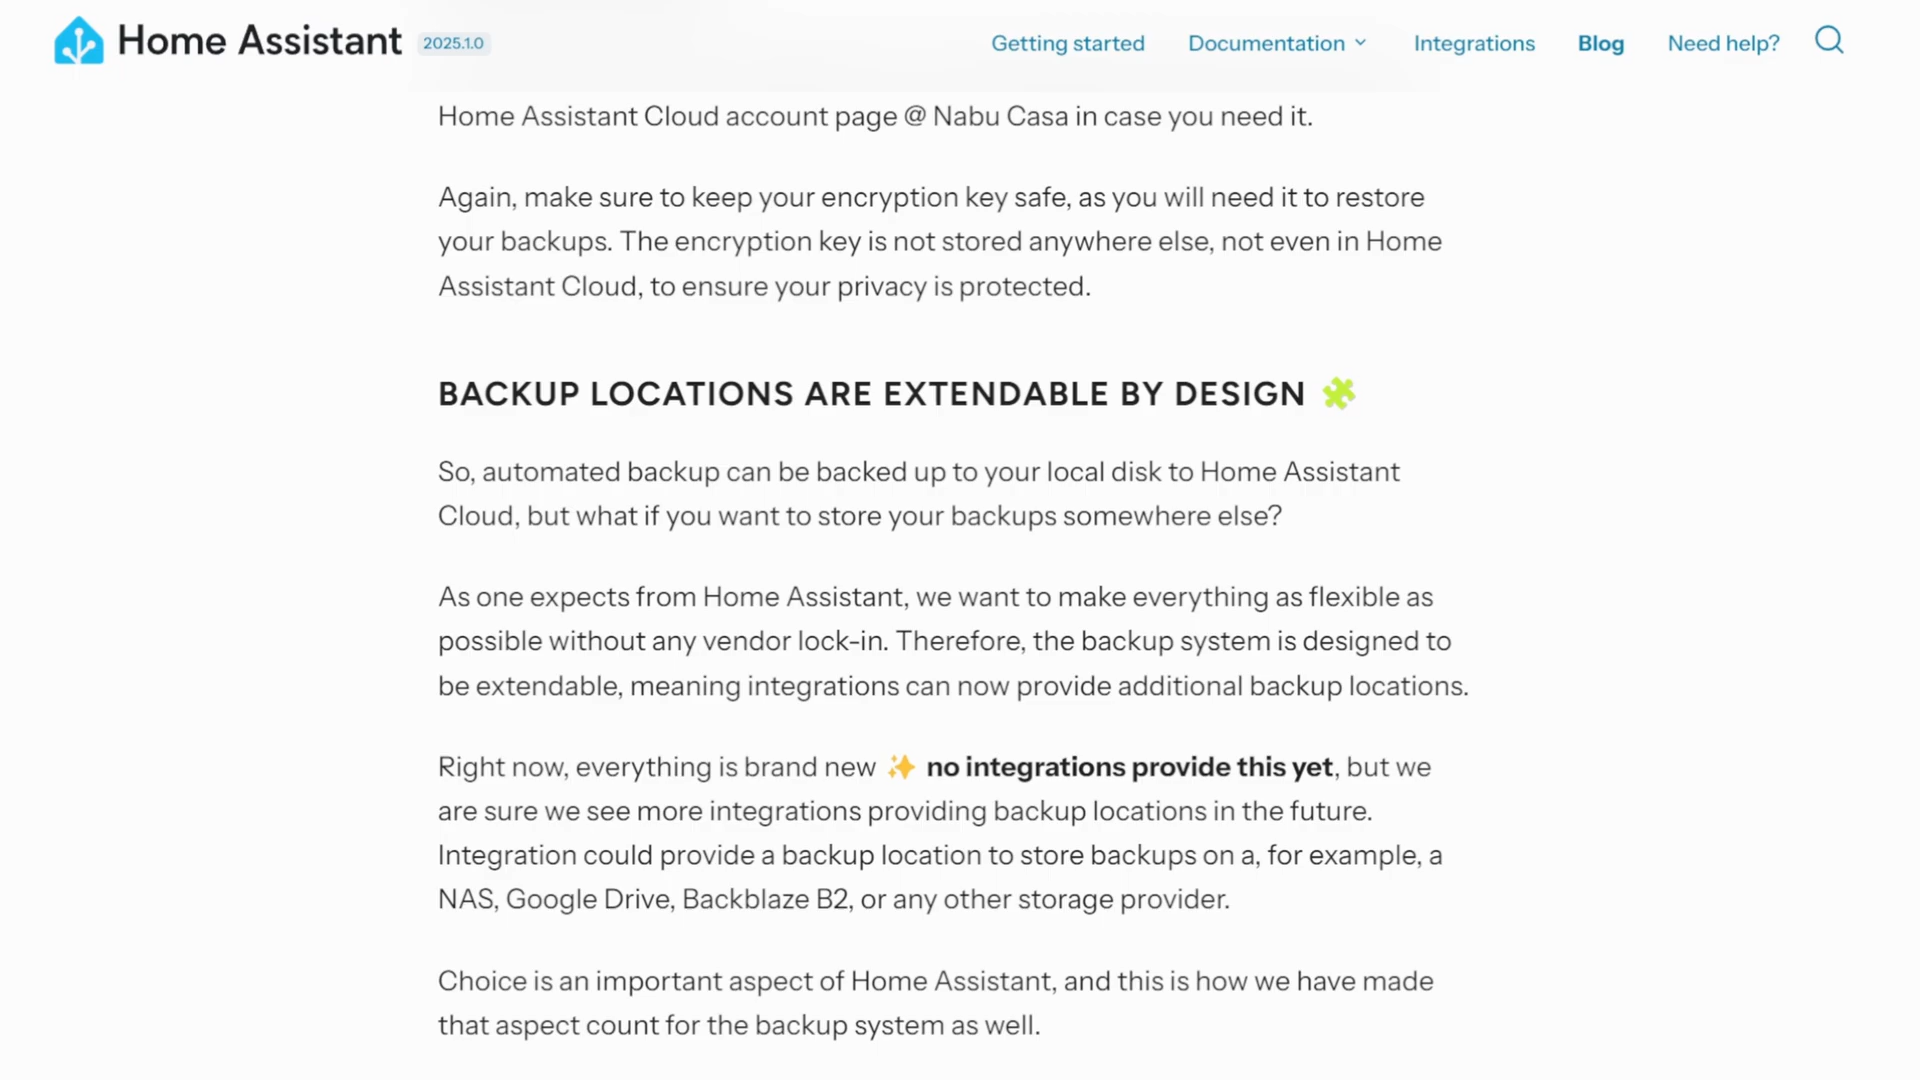 Home Assistant 2025.1.0 Getting started Documentation Integrations Blog Need help?
Home Assistant Cloud account page @ Nabu Casa in case you need it.
Again, make sure to keep your encryption key safe, as you will need it to restore
your backups. The encryption key is not stored anywhere else, not even in Home
Assistant Cloud, to ensure your privacy is protected.
BACKUP LOCATIONS ARE EXTENDABLE BY DESIGN 🧩
So, automated backup can be backed up to your local disk to Home Assistant
Cloud, but what if you want to store your backups somewhere else?
As one expects from Home Assistant, we want to make everything as flexible as
possible without any vendor lock-in. Therefore, the backup system is designed to
be extendable, meaning integrations can now provide additional backup locations.
Right now, everything is brand new ✨ no integrations provide this yet, but we
are sure we see more integrations providing backup locations in the future.
Integration could provide a backup location to store backups on a, for example, a
NAS, Google Drive, Backblaze B2, or any other storage provider.
Choice is an important aspect of Home Assistant, and this is how we have made
that aspect count for the backup system as well.